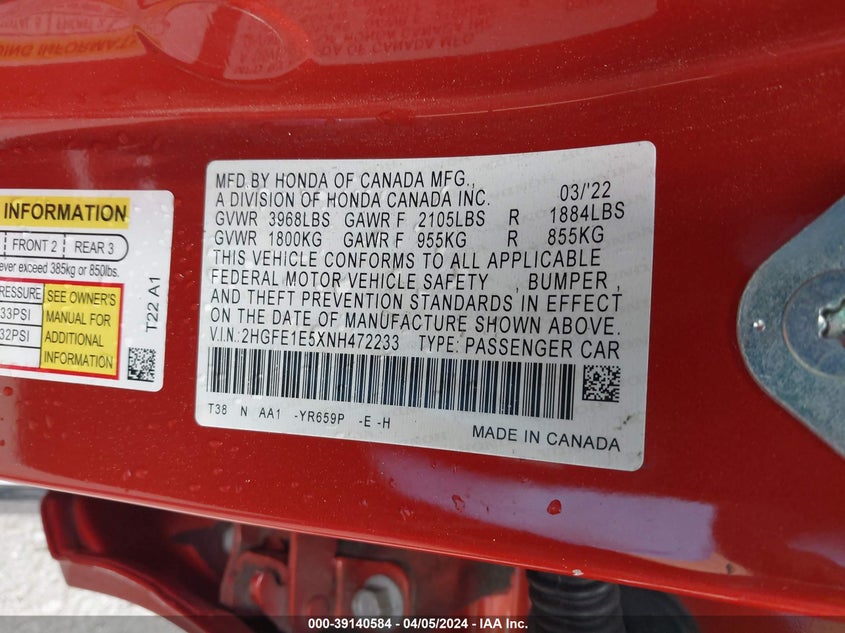 MFD.BY HONDA OF CANADA MFG.,
A DIVISION OF HONDA CANADA INC. 03/'22
GVWR 3968LBS GAWR F 2105LBS R 1884LBS
GVWR 1800KG GAWR F 955KG R 855KG
THIS VEHICLE CONFORMS TO ALL APPLICABLE
FEDERAL MOTOR VEHICLE SAFETY , BUMPER ,
AND THEFT PREVENTION STANDARDS IN EFFECT
ON THE DATE OF MANUFACTURE SHOWN ABOVE.
V.I.N.: 2HGFE1E5XNH472233 TYPE: PASSENGER CAR
T38 N AA1 -YR659P -E -H
MADE IN CANADA
INFORMATION
FRONT 2 REAR 3
never exceed 385kg or 850lbs.
PRESSURE
33PSI
32PSI
SEE OWNER'S
MANUAL FOR
ADDITIONAL
INFORMATION
T22 A1
000-39140584 - 04/05/2024 - IAA Inc.